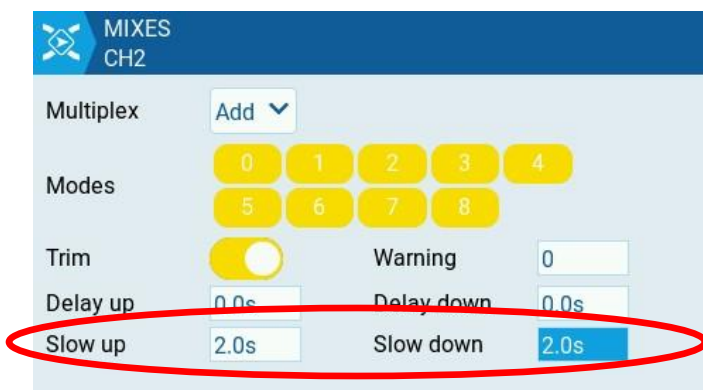 MIXES
CH2
Multiplex Add
0 1 2 3 4
Modes
5 6 7 8
Trim Warning 0
Delay up 0.0s Delay down 0.0s
Slow up 2.0s Slow down 2.0s